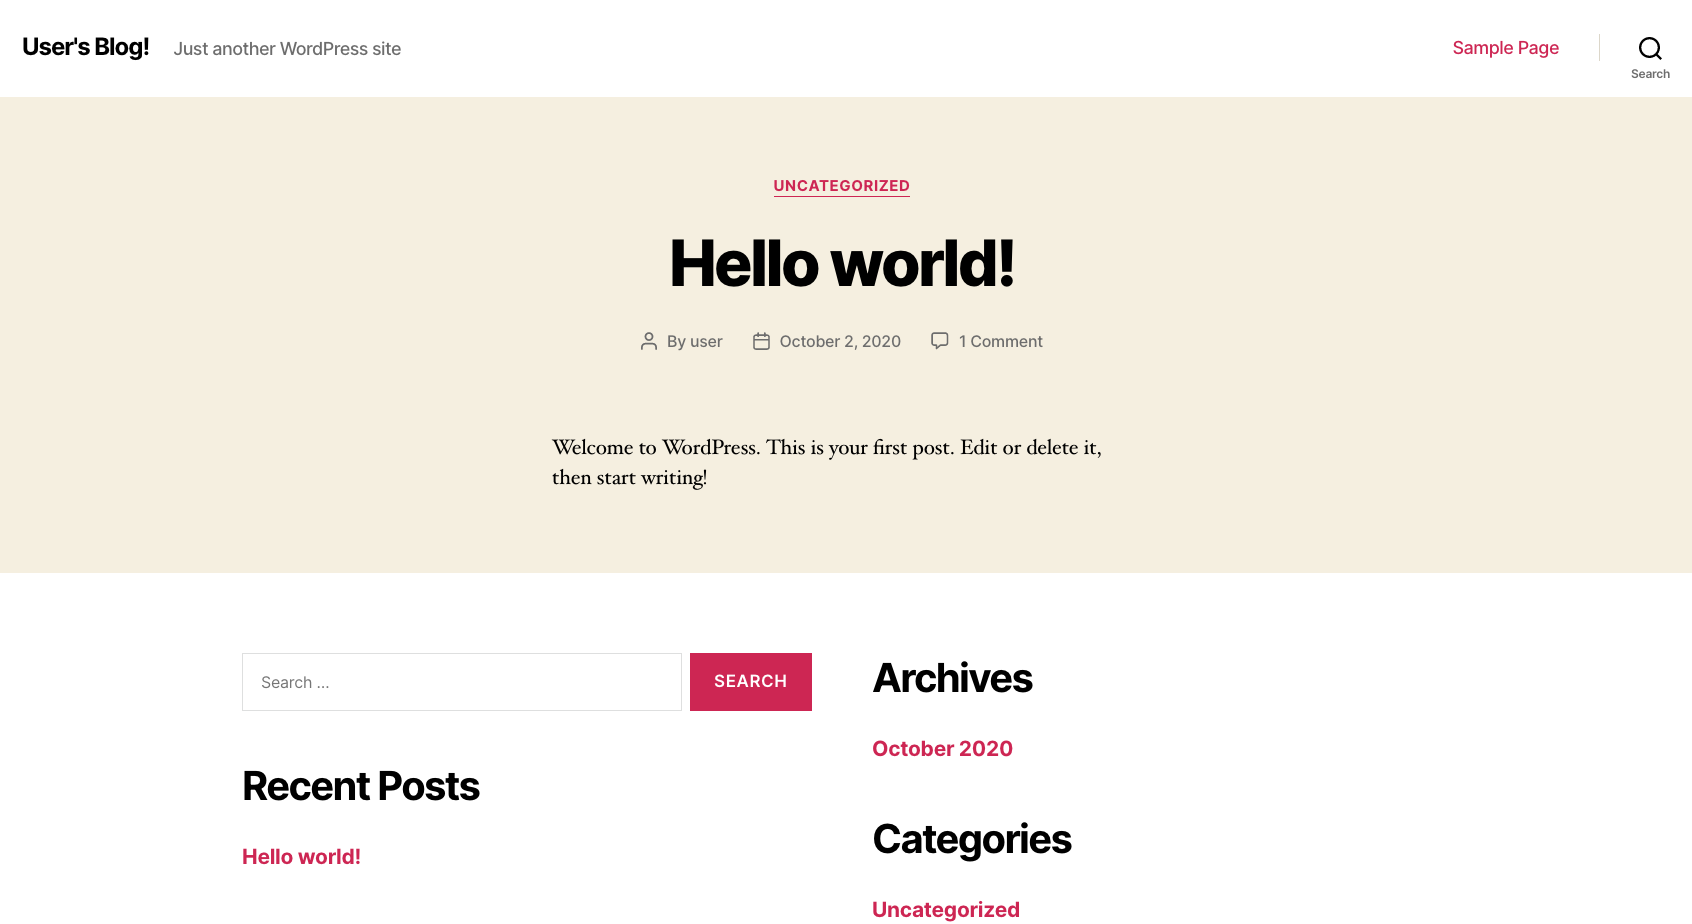 User's Blog!
Just another WordPress site
Sample Page
Search
UNCATEGORIZED
Hello world!
By user
October 2, 2020
1 Comment
Welcome to WordPress. This is your first post. Edit or delete it,
then start writing!
Search …
SEARCH
Recent Posts
Hello world!
Archives
October 2020
Categories
Uncategorized